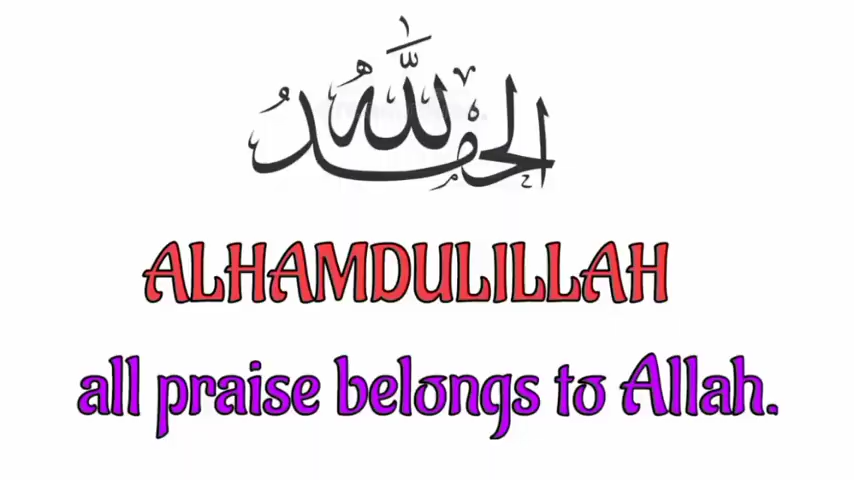 الحمد لله
ALHAMDULILLAH
all praise belongs to Allah.